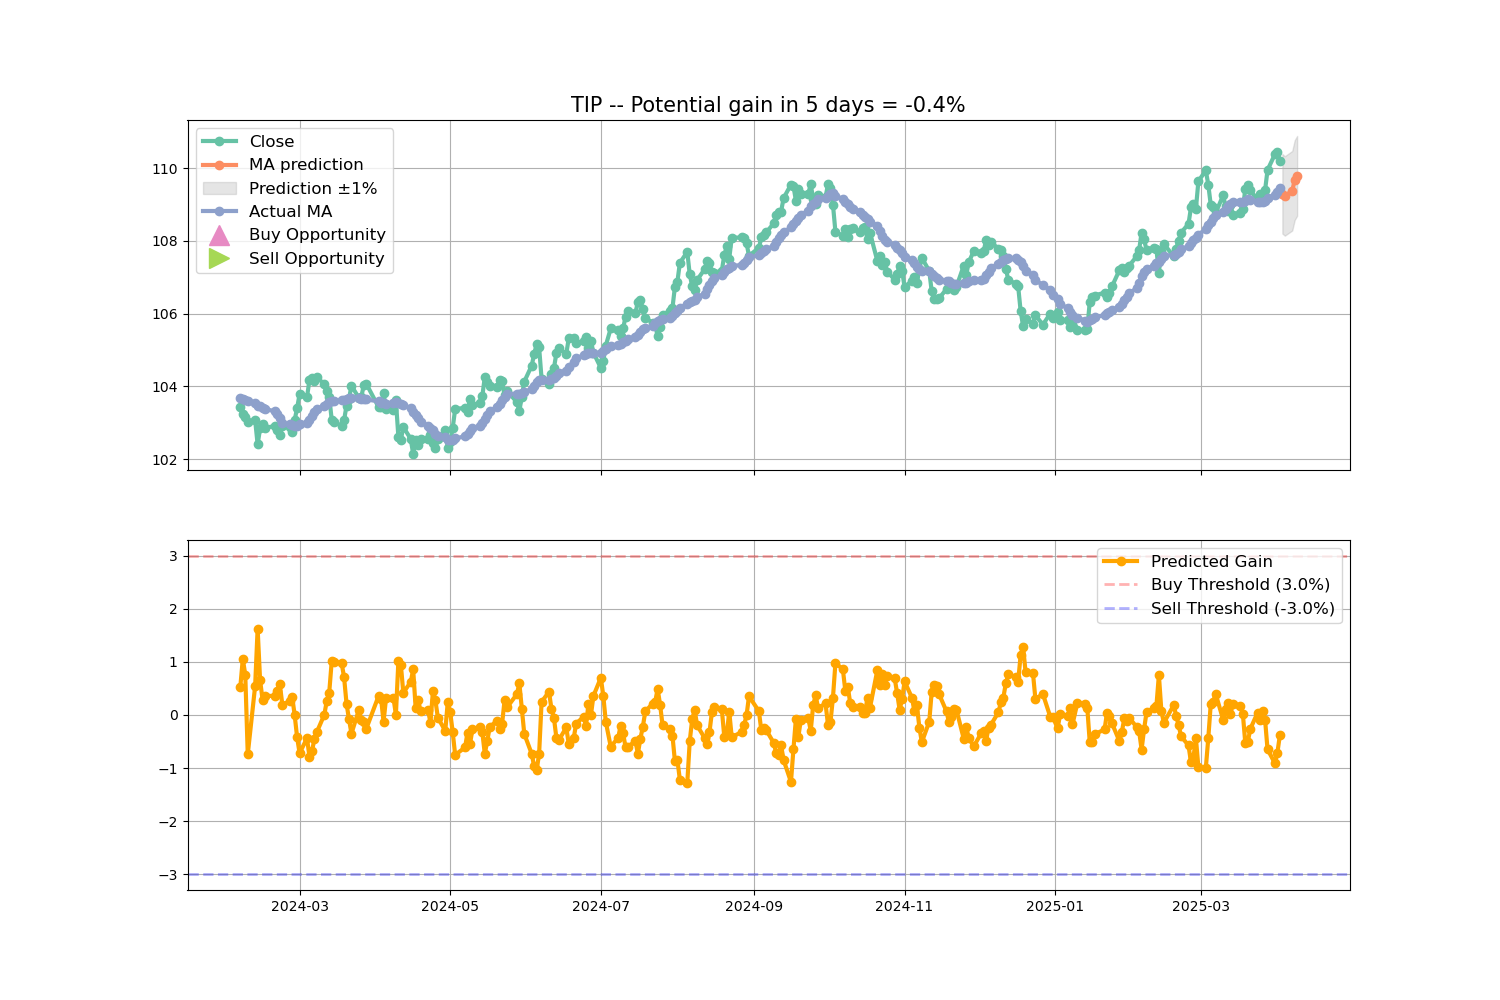 TIP -- Potential gain in 5 days = -0.4%
Close
MA prediction
Prediction ±1%
Actual MA
Buy Opportunity
Sell Opportunity
110
108
106
104
102
3
2
1
0
−1
−2
−3
Predicted Gain
Buy Threshold (3.0%)
Sell Threshold (-3.0%)
2024-03 2024-05 2024-07 2024-09 2024-11 2025-01 2025-03